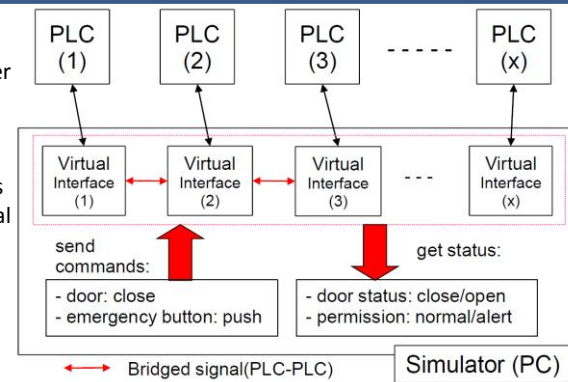 PLC
(1)
PLC
(2)
PLC
(3)
- - - - -
PLC
(x)
er
s
al
Virtual
Interface
(1)
Virtual
Interface
(2)
Virtual
Interface
(3)
- - -
Virtual
Interface
(x)
send
commands:
get status:
- door: close
- emergency button: push
- door status: close/open
- permission: normal/alert
Bridged signal(PLC-PLC)
Simulator (PC)